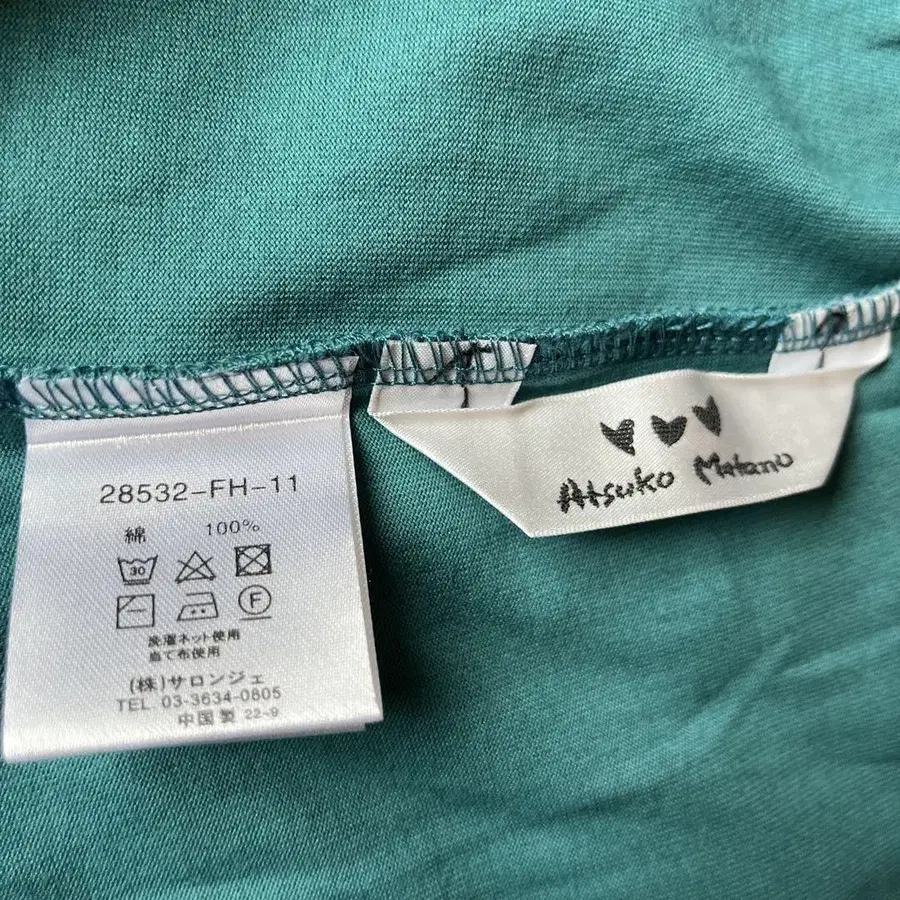 28532-FH-11
綿 100%
30
F
洗濯ネット使用
当て布使用
(株)サロンジェ
TEL 03-3634-0805
中国製 22-9
Atsuko Matano